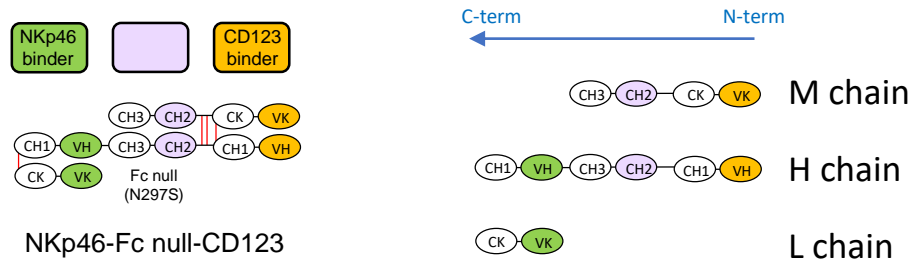 NKp46
binder
CD123
binder
CH3 CH2 CK VK
CH1 VH CH3 CH2 CH1 VH
CK VK
Fc null
(N297S)
NKp46-Fc null-CD123
C-term N-term
CH3 CH2 CK VK M chain
CH1 VH CH3 CH2 CH1 VH H chain
CK VK L chain